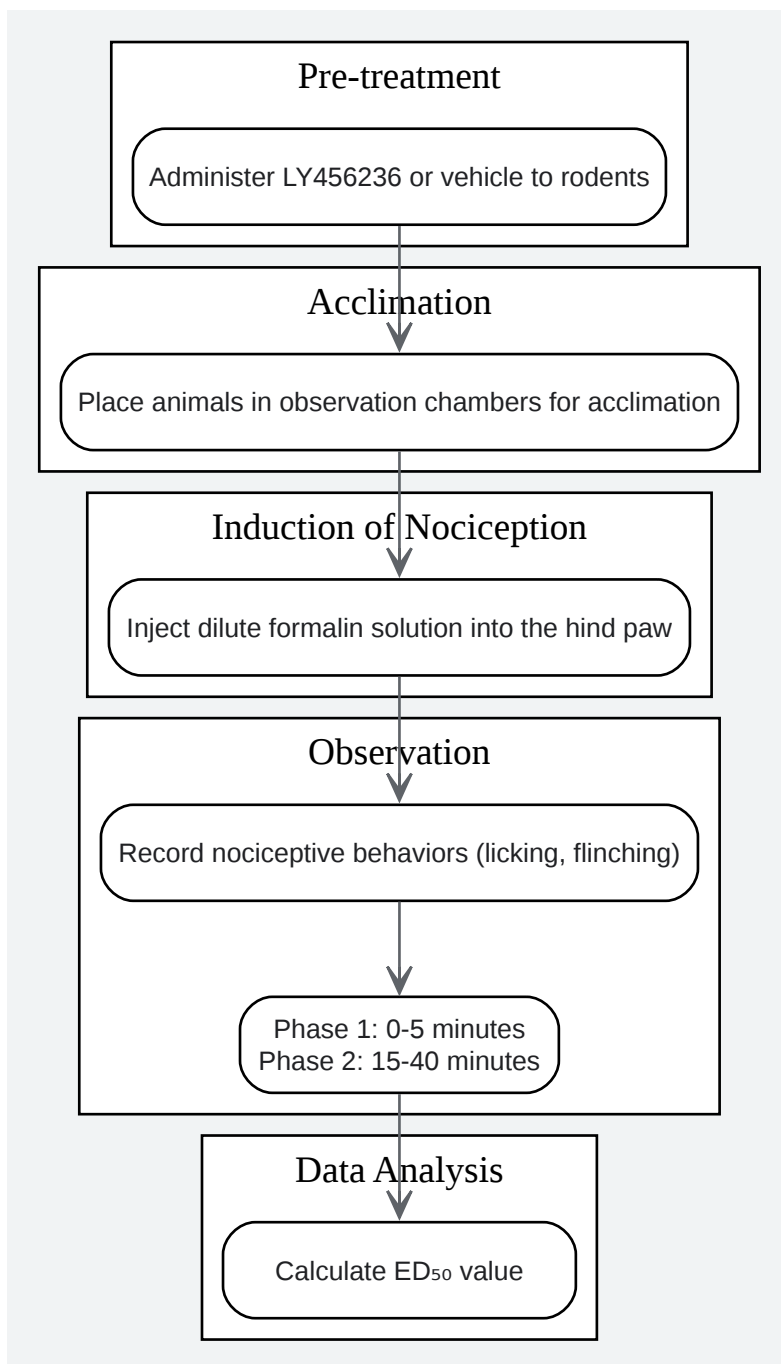 Pre-treatment
Administer LY456236 or vehicle to rodents
Acclimation
Place animals in observation chambers for acclimation
Induction of Nociception
Inject dilute formalin solution into the hind paw
Observation
Record nociceptive behaviors (licking, flinching)
Phase 1: 0-5 minutes
Phase 2: 15-40 minutes
Data Analysis
Calculate ED₅₀ value